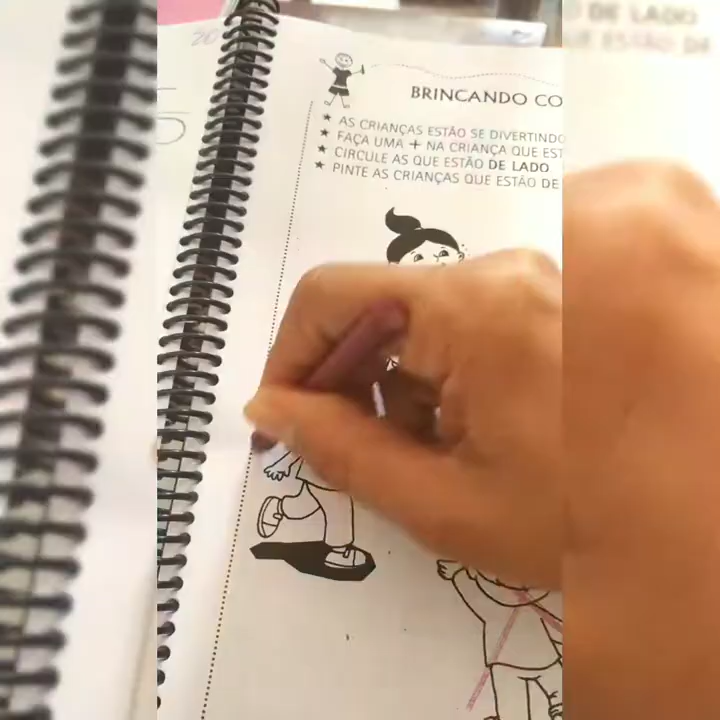 BRINCANDO CO
★ AS CRIANÇAS ESTÃO SE DIVERTINDO
★ FAÇA UMA + NA CRIANÇA QUE EST
★ CIRCULE AS QUE ESTÃO DE LADO
★ PINTE AS CRIANÇAS QUE ESTÃO DE